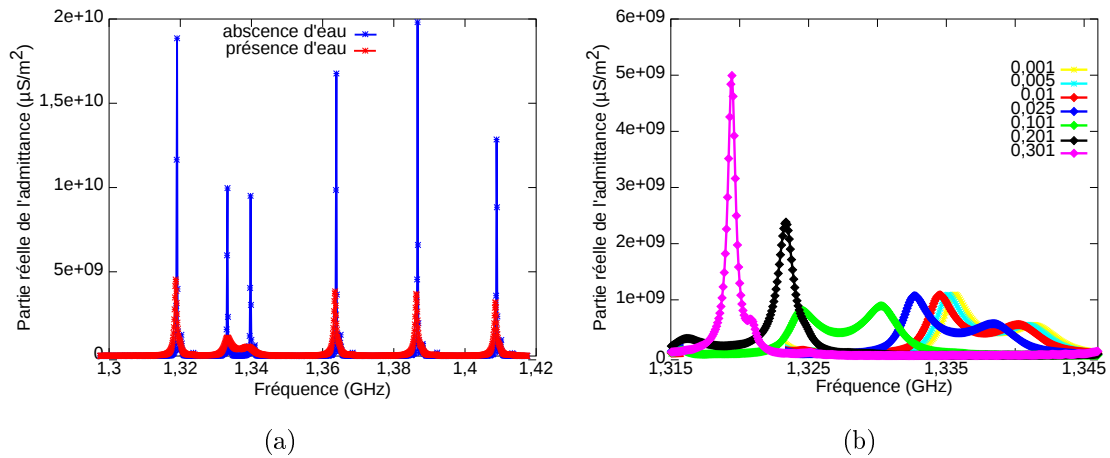 Partie réelle de l'admittance (µS/m²)
2e+10
1,5e+10
1e+10
5e+09
0
1,3
1,32
1,34
1,36
1,38
1,4
1,42
Fréquence (GHz)
abscence d'éau
présence d'eau
(a)
Partie réelle de l'admittance (µS/m²)
6e+09
5e+09
4e+09
3e+09
2e+09
1e+09
0
1,315
1,325
1,335
1,345
Fréquence (GHz)
0,001
0,005
0,01
0,025
0,101
0,201
0,301
(b)